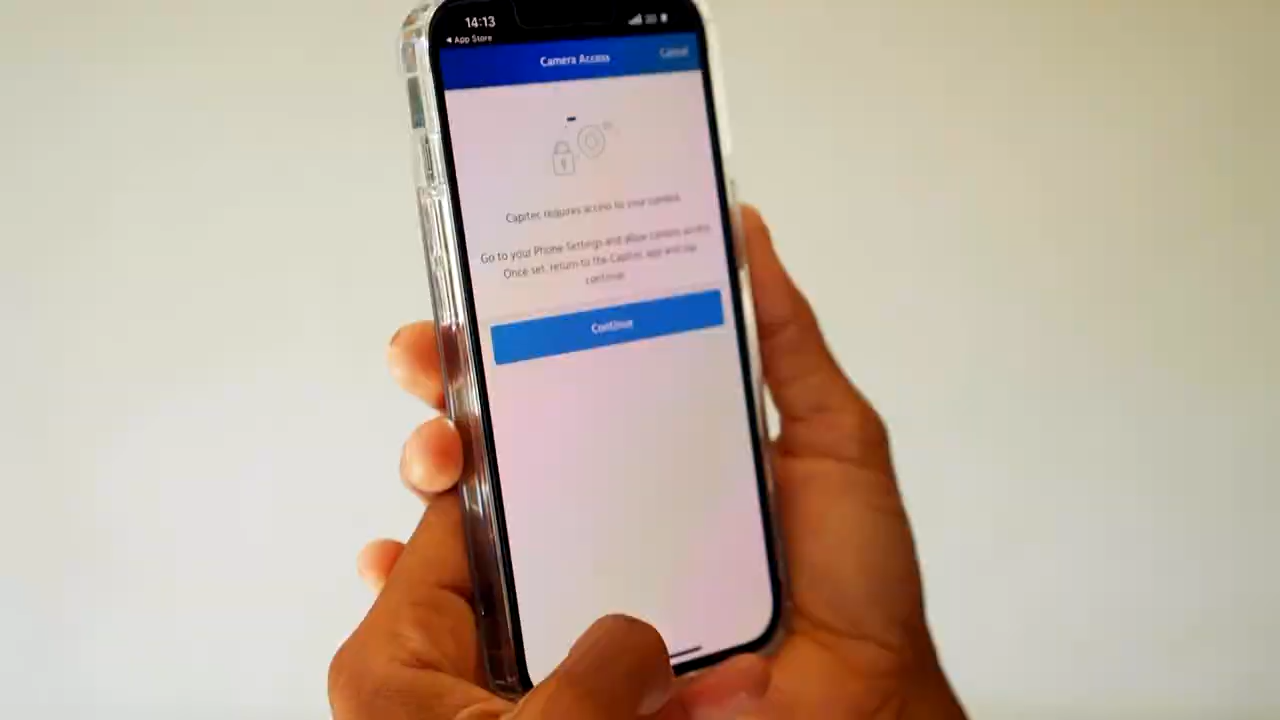 14:13
◀ App Store
Camera Access
Cancel
Capitec requires access to your camera.
Go to your Phone Settings and allow camera access.
Once set, return to the Capitec app and tap
continue.
Continue